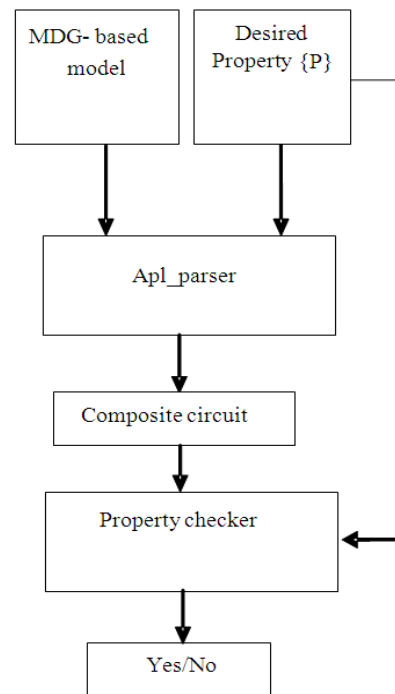 MDG- based
model
Desired
Property {P}
Apl_parser
Composite circuit
Property checker
Yes/No